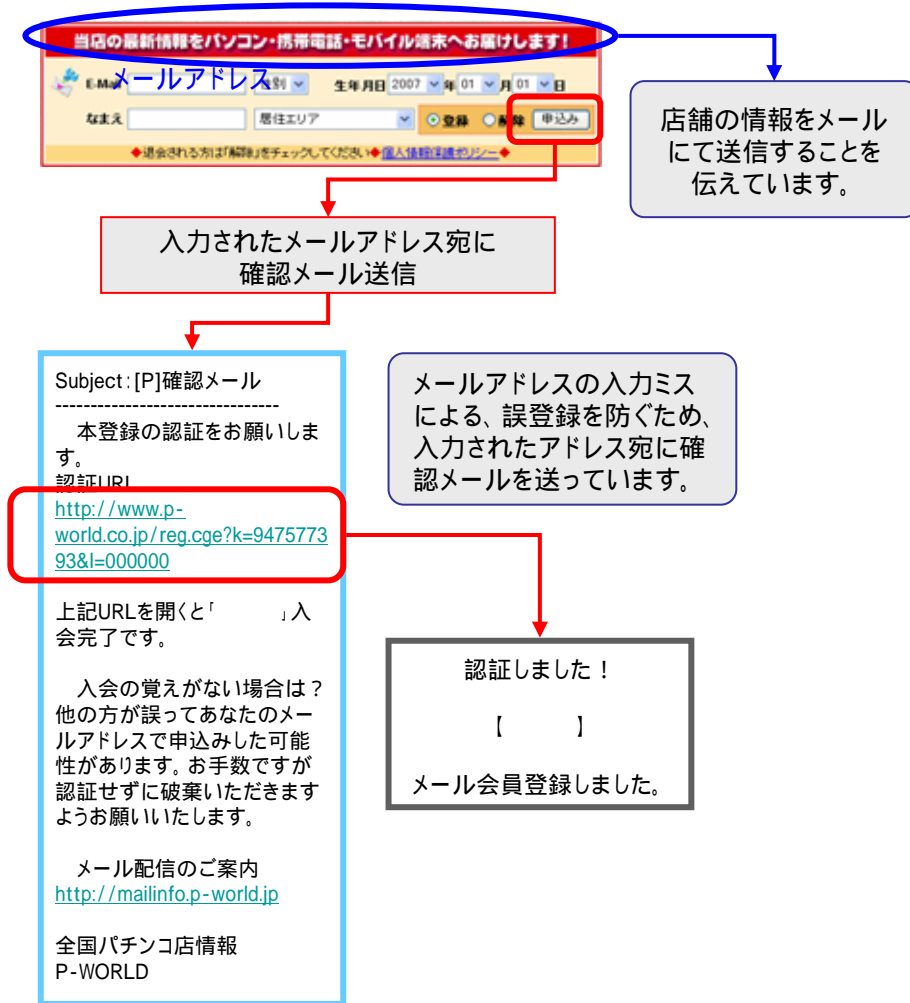 当店の最新情報をパソコン・携帯電話・モバイル端末へお届けします!
E-Mail メールアドレス 性別 生年月日 2007 年 01 月 01 日
なまえ 居住エリア 登録 解除 申込み
◆退会される方は「解除」をチェックしてください◆個人情報保護ポリシー◆
店舗の情報をメール
にて送信することを
伝えています。
入力されたメールアドレス宛に
確認メール送信
Subject:[P]確認メール
--------------------------------
本登録の認証をお願いしま
す。
認証URL
http://www.p-
world.co.jp/reg.cge?k=9475773
93&l=000000
上記URLを開くと「　　　」入
会完了です。
入会の覚えがない場合は?
他の方が誤ってあなたのメー
ルアドレスで申込みした可能
性があります。お手数ですが
認証せずに破棄いただきます
ようお願いいたします。
メール配信のご案内
http://mailinfo.p-world.jp
全国パチンコ店情報
P-WORLD
メールアドレスの入力ミス
による、誤登録を防ぐため、
入力されたアドレス宛に確
認メールを送っています。
認証しました!
【　　　】
メール会員登録しました。